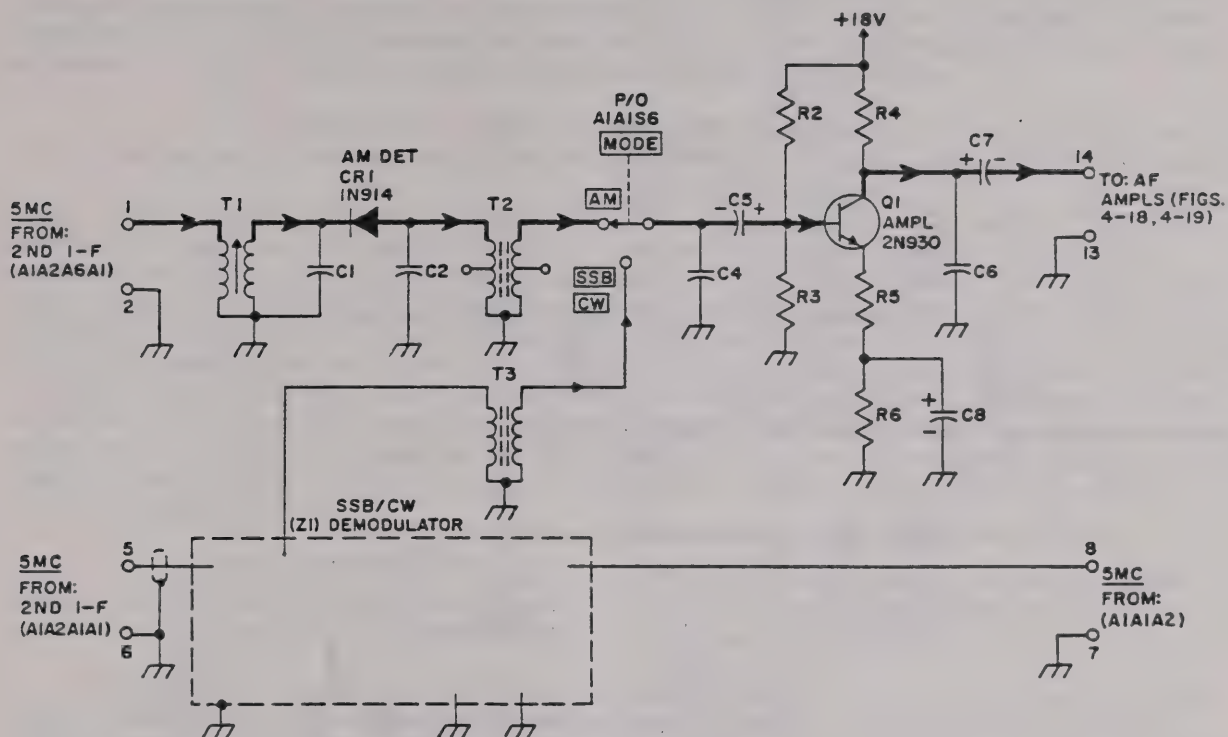 +18V
P/O
A1A1S6
MODE
R2
R4
C7
+
-
14
TO: AF
AMPLS (FIGS.
4-18, 4-19)
13
AM DET
CR1
1N914
5MC
FROM:
2ND I-F
(A1A2A6A1)
1
2
T1
C1
C2
T2
AM
SSB
CW
C4
-
C5
+
Q1
AMPL
2N930
R3
R5
C6
R6
+
-
C8
T3
SSB/CW
(Z1) DEMODULATOR
5MC
FROM:
2ND I-F
(A1A2A1A1)
5
6
8
5MC
FROM:
(A1A1A2)
7